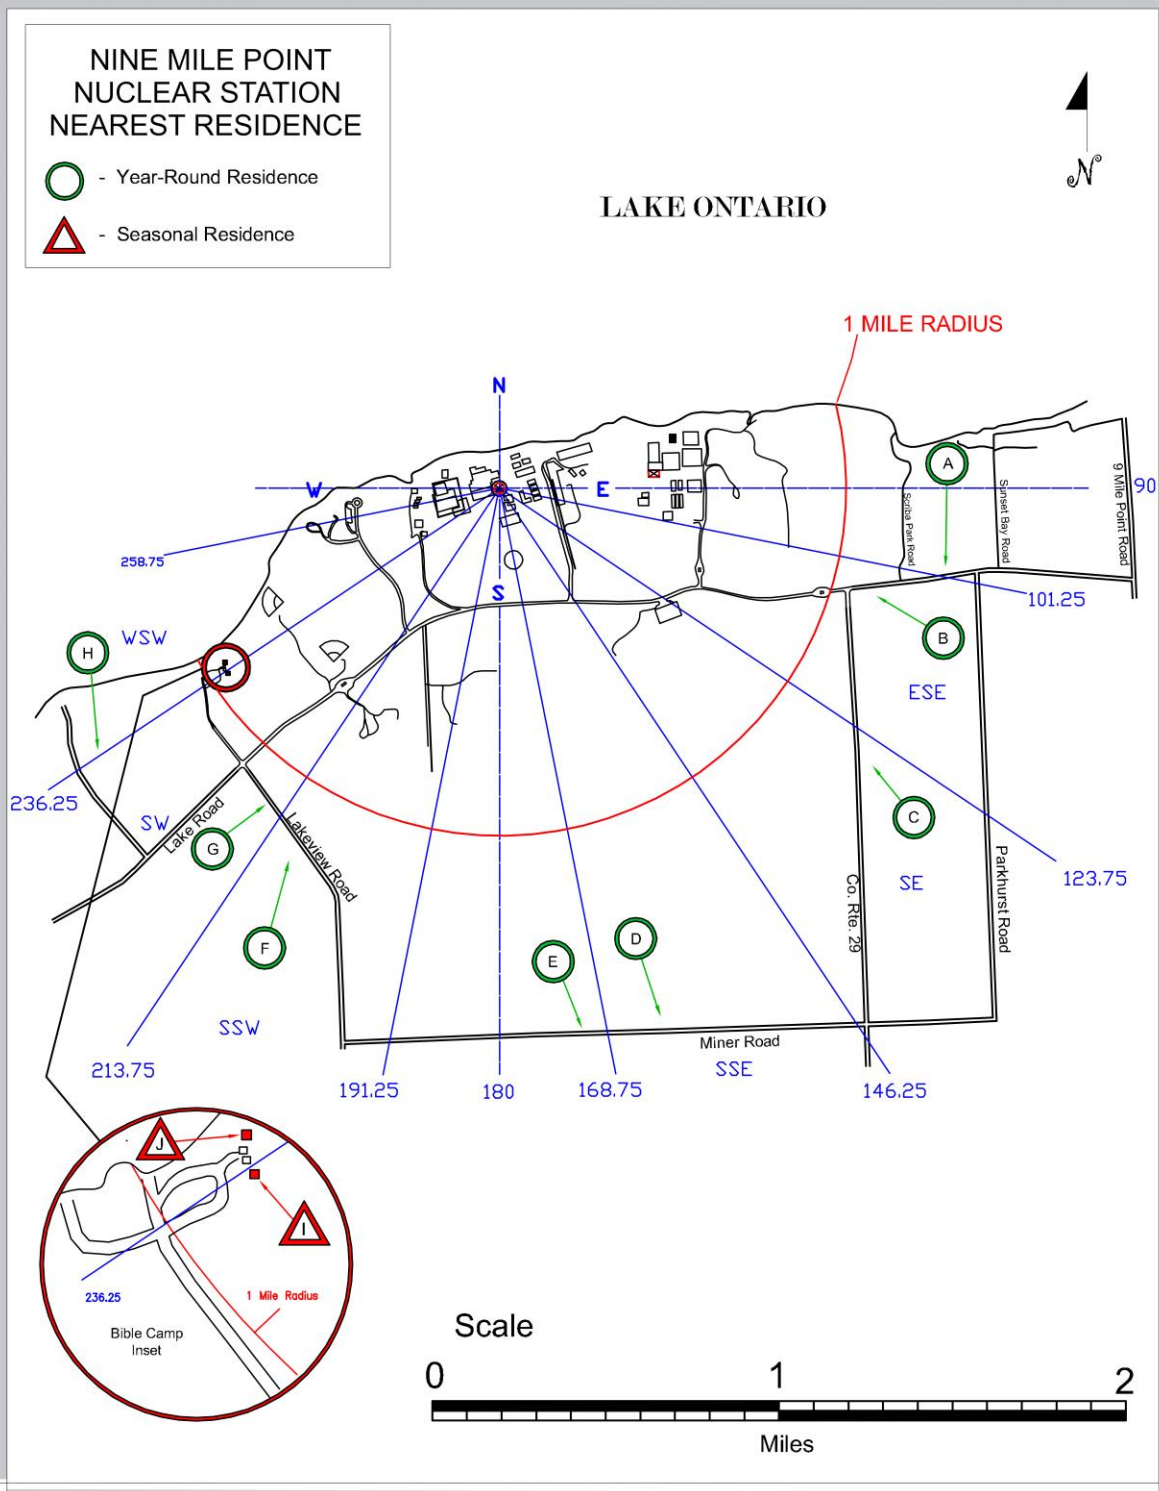 NINE MILE POINT
NUCLEAR STATION
NEAREST RESIDENCE
- Year-Round Residence
- Seasonal Residence
N
LAKE ONTARIO
1 MILE RADIUS
N
A
W
E
90
9 Mile Point Road
Sunset Bay Road
Scriba Park Road
258.75
S
101.25
H
WSW
B
ESE
236.25
SW
Lake Road
G
Lakeview Road
C
SE
123.75
Co. Rte. 29
Parkhurst Road
F
E
D
SSW
Miner Road
213.75
191.25
180
168.75
SSE
146.25
J
I
236.25
1 Mile Radius
Bible Camp
Inset
Scale
0 1 2
Miles